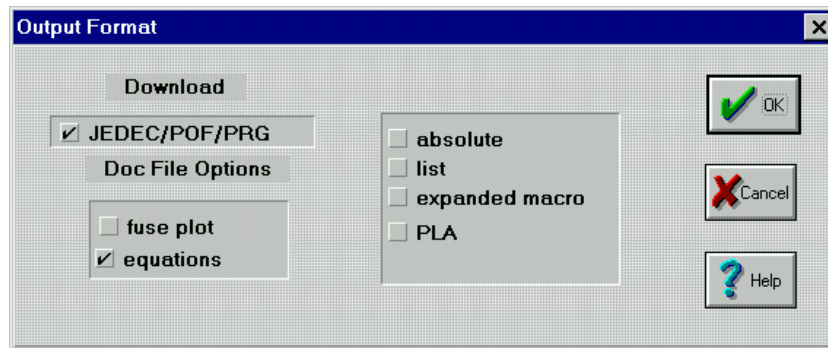 Output Format
Download
JEDEC/POF/PRG
Doc File Options
fuse plot
equations
absolute
list
expanded macro
PLA
OK
Cancel
Help